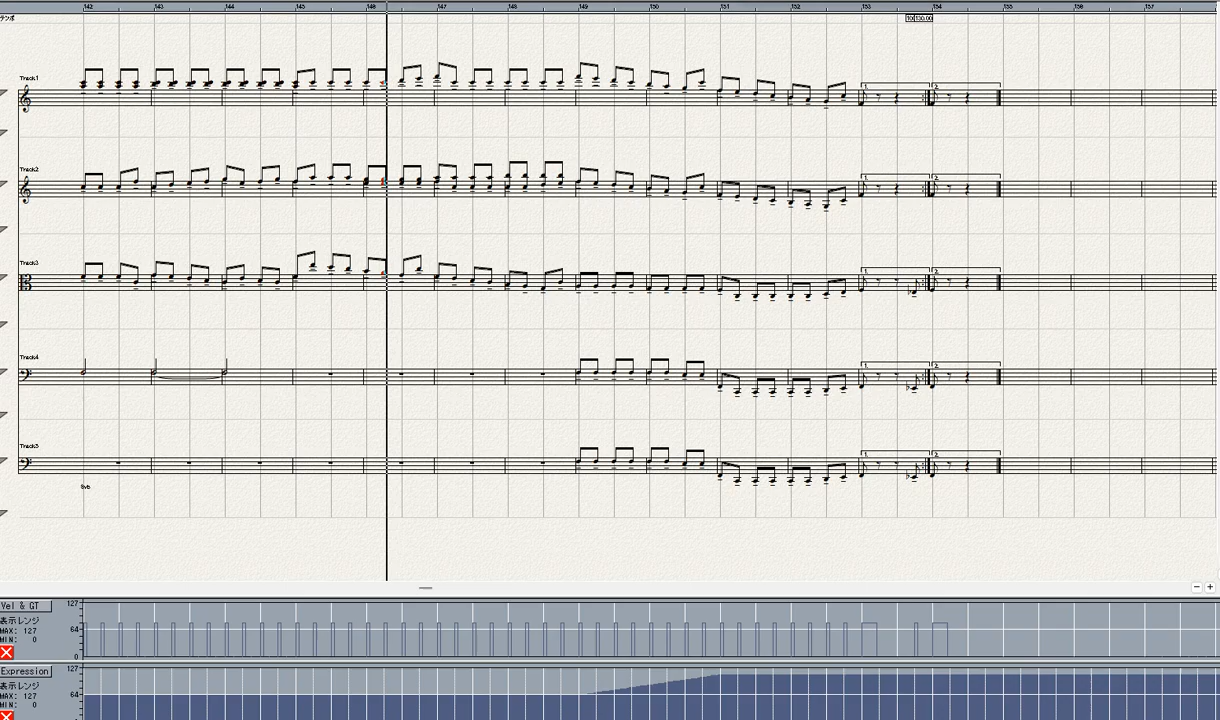 142 143 144 145 146 147 148 149 150 151 152 153 154 155 156 157
テンポ
130.00
Track1
1. 2.
Track2
1. 2.
Track3
1. 2.
Track4
1. 2.
Track5
1. 2.
8vb
Vel & GT 127
表示レンジ
MAX: 127 64
MIN: 0
0
Expression 127
表示レンジ
MAX: 127 64
MIN: 0